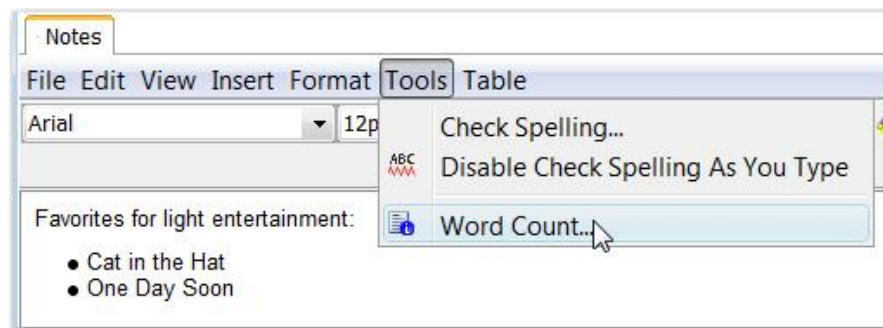 Notes
File Edit View Insert Format Tools Table
Arial 12p
Check Spelling...
ABC Disable Check Spelling As You Type
Word Count...
Favorites for light entertainment:
● Cat in the Hat
● One Day Soon